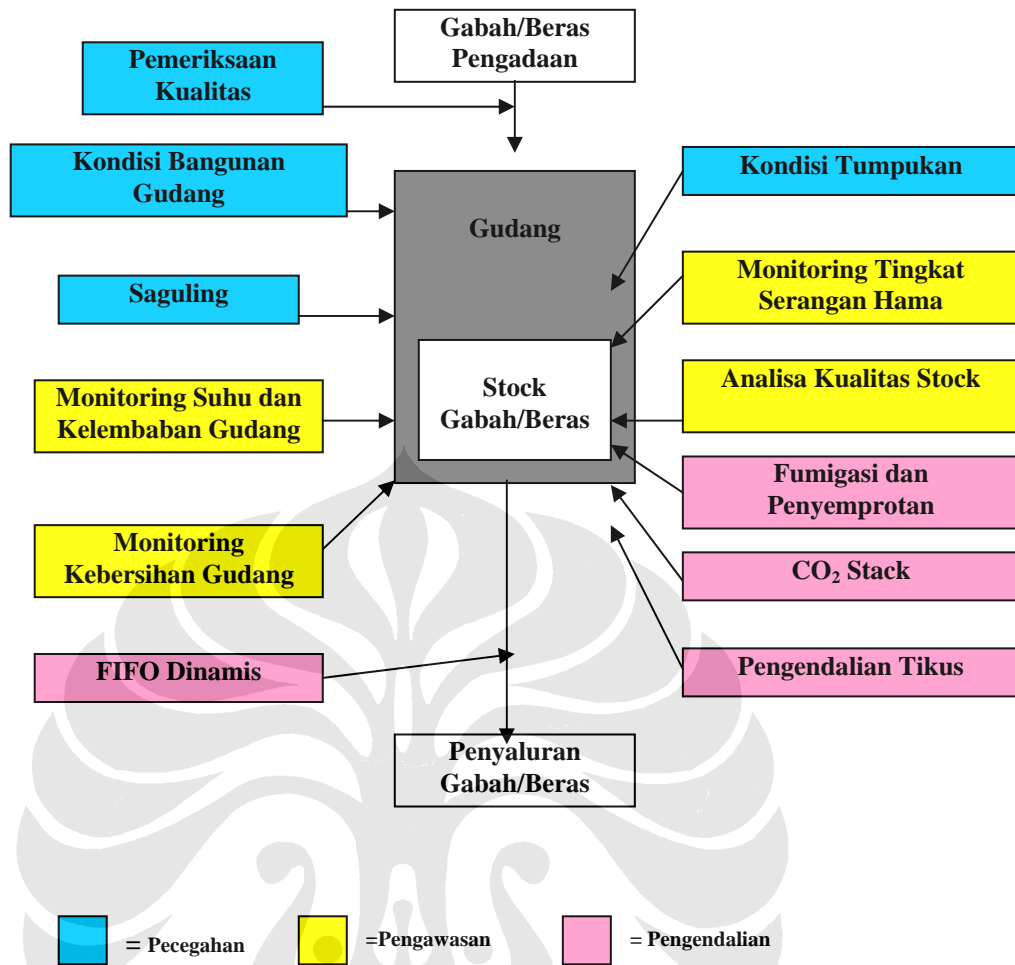 Gabah/Beras
Pengadaan
Pemeriksaan
Kualitas
Kondisi Bangunan
Gudang
Kondisi Tumpukan
Gudang
Monitoring Tingkat
Serangan Hama
Saguling
Stock
Gabah/Beras
Analisa Kualitas Stock
Monitoring Suhu dan
Kelembaban Gudang
Fumigasi dan
Penyemprotan
Monitoring
Kebersihan Gudang
CO₂ Stack
FIFO Dinamis
Pengendalian Tikus
Penyaluran
Gabah/Beras
= Pecegahan
=Pengawasan
= Pengendalian